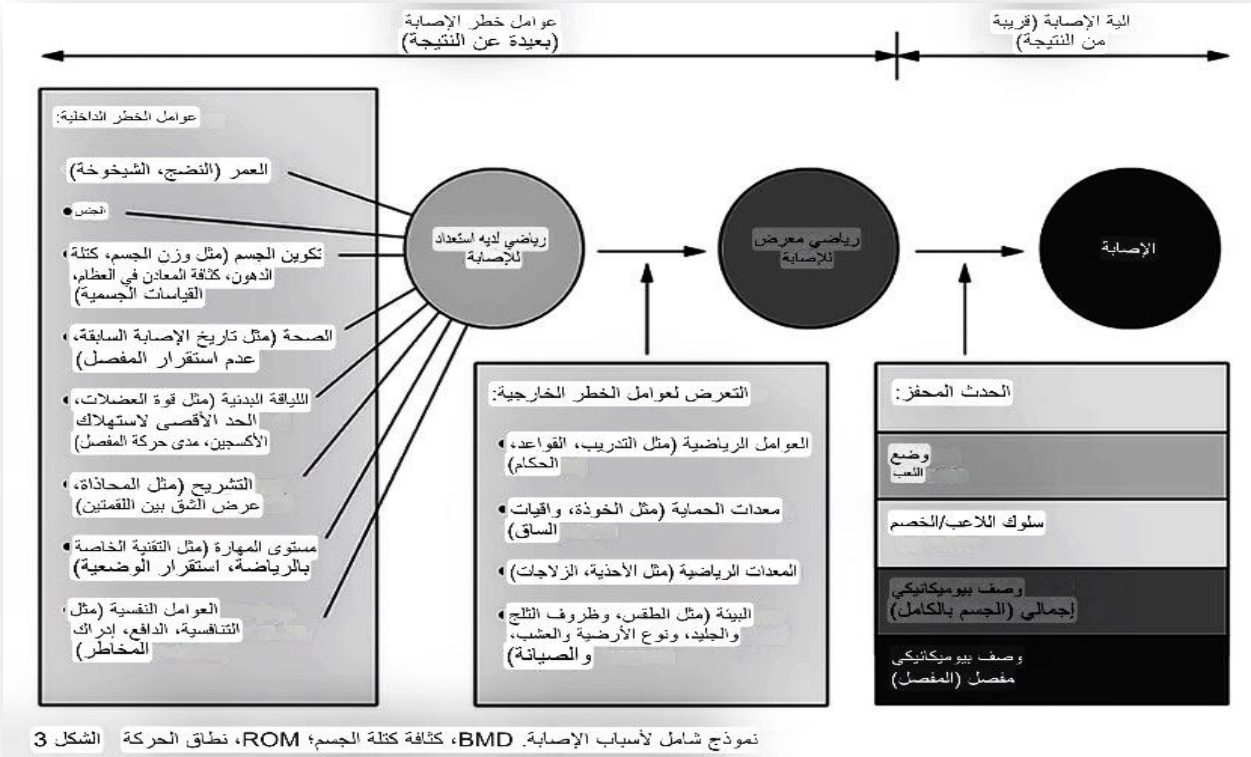 عوامل خطر الإصابة
(بعيدة عن النتيجة)
الية الإصابة (قريبة
من النتيجة)
عوامل الخطر الداخلية:
العمر (النضج، الشيخوخة)
الجنس
تكوين الجسم (مثل وزن الجسم، كتلة
الدهون، كثافة المعادن في العظام،
القياسات الجسمية)
الصحة (مثل تاريخ الإصابة السابقة،
عدم استقرار المفصل)
اللياقة البدنية (مثل قوة العضلات،
الحد الأقصى لاستهلاك
الأكسجين، مدى حركة المفصل)
التشريح (مثل المحاذاة،
عرض الشق بين اللقمتين)
مستوى المهارة (مثل التقنية الخاصة
بالرياضة، استقرار الوضعية)
العوامل النفسية (مثل
التنافسية، الدافع، إدراك
المخاطر)
رياضي لديه استعداد
للإصابة
رياضي معرض
للإصابة
الإصابة
التعرض لعوامل الخطر الخارجية:
العوامل الرياضية (مثل التدريب، القواعد،
الحكام)
معدات الحماية (مثل الخوذة، واقيات
الساق)
المعدات الرياضية (مثل الأحذية، الزلاجات)
البيئة (مثل الطقس، وظروف الثلج
والجليد، ونوع الأرضية والعشب،
والصيانة)
الحدث المحفز:
وضع
اللعب
سلوك اللاعب/الخصم
وصف بيوميكانيكي
إجمالي (الجسم بالكامل)
وصف بيوميكانيكي
مفصل (المفصل)
نموذج شامل لأسباب الإصابة. BMD، كثافة كتلة الجسم؛ ROM، نطاق الحركة الشكل 3